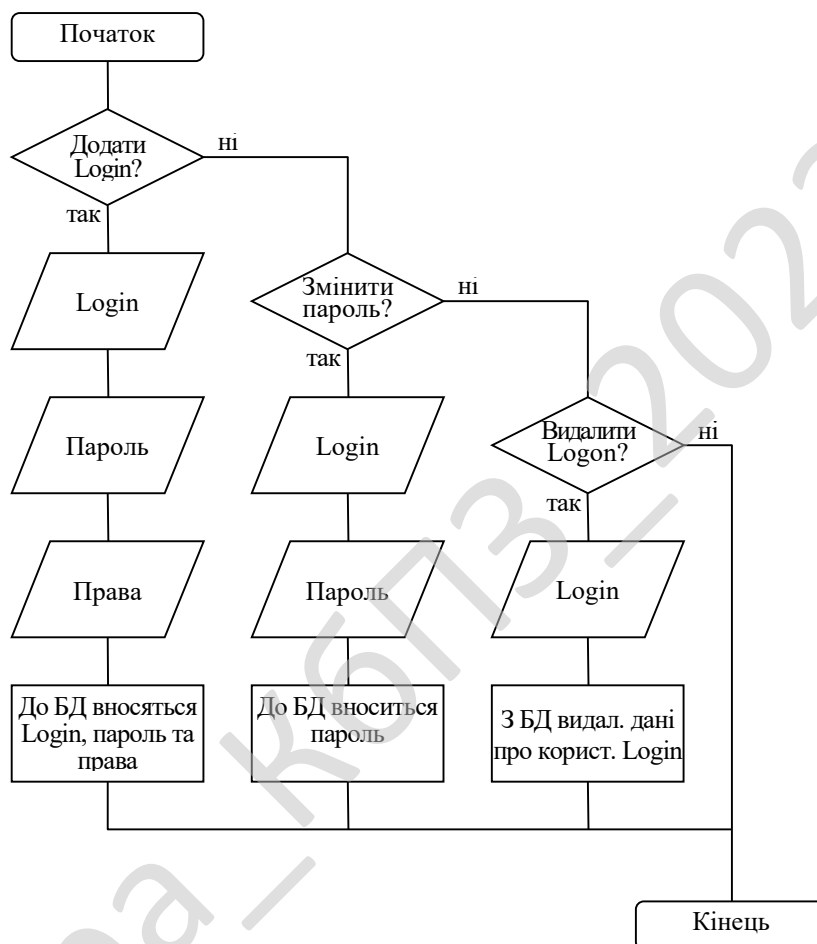 Початок
Додати
Login?
ні
так
Login
Змінити
пароль?
ні
так
Пароль
Login
Видалити
Logon?
ні
так
Права
Пароль
Login
До БД вносяться
Login, пароль та
права
До БД вноситься
пароль
З БД видал. дані
про корист. Login
Кінець
КбПЗ_202